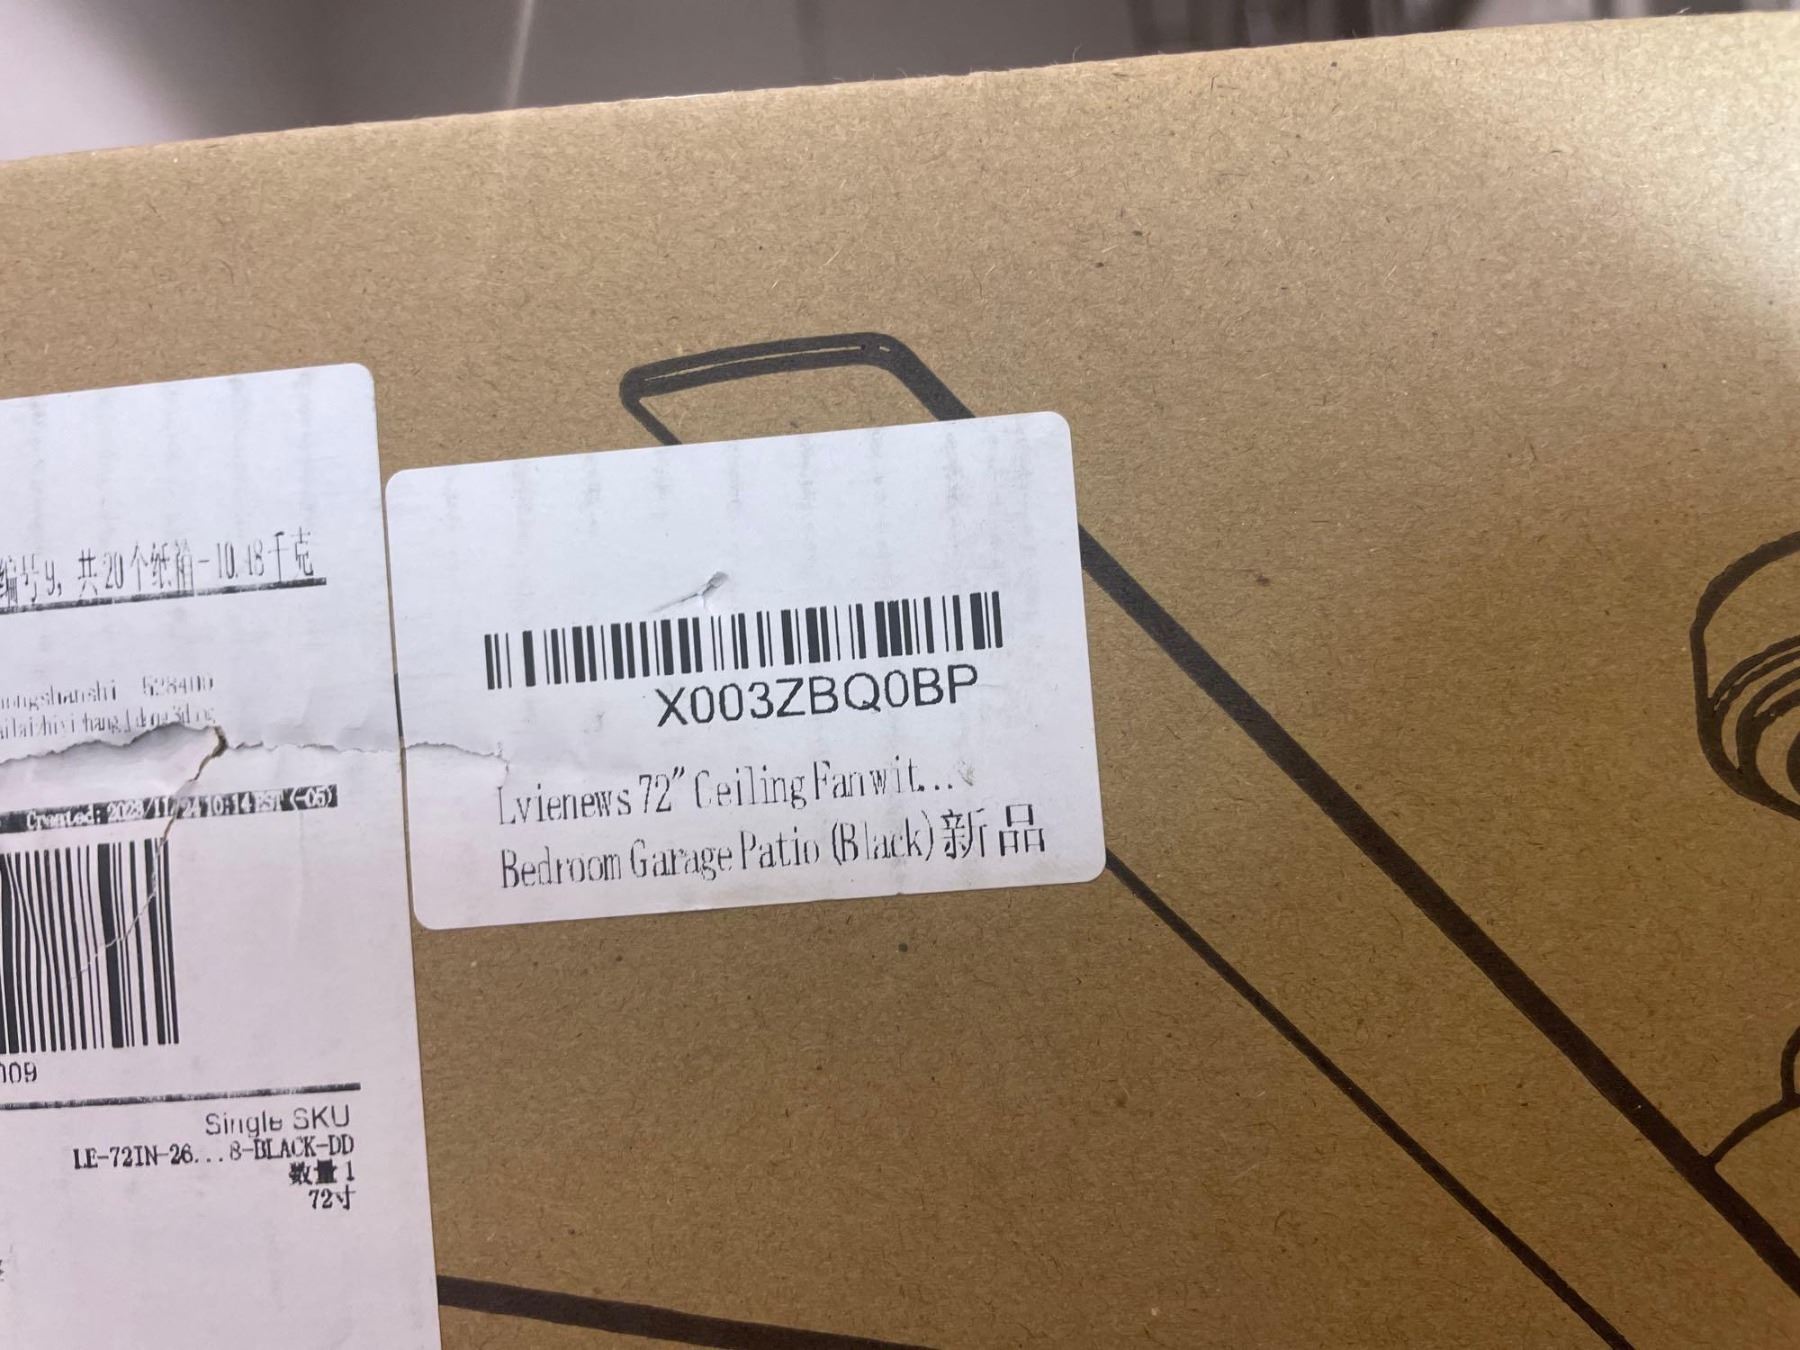 编号9, 共20个纸箱-10.48千克
528400
Created: 2023/11/24 10:14 EST (-05)
009
Single SKU
LE-72IN-26...8-BLACK-DD
数量 1
72寸
X003ZBQ0BP
Lvienews 72" Ceiling Fan wit...
Bedroom Garage Patio (Black) 新品